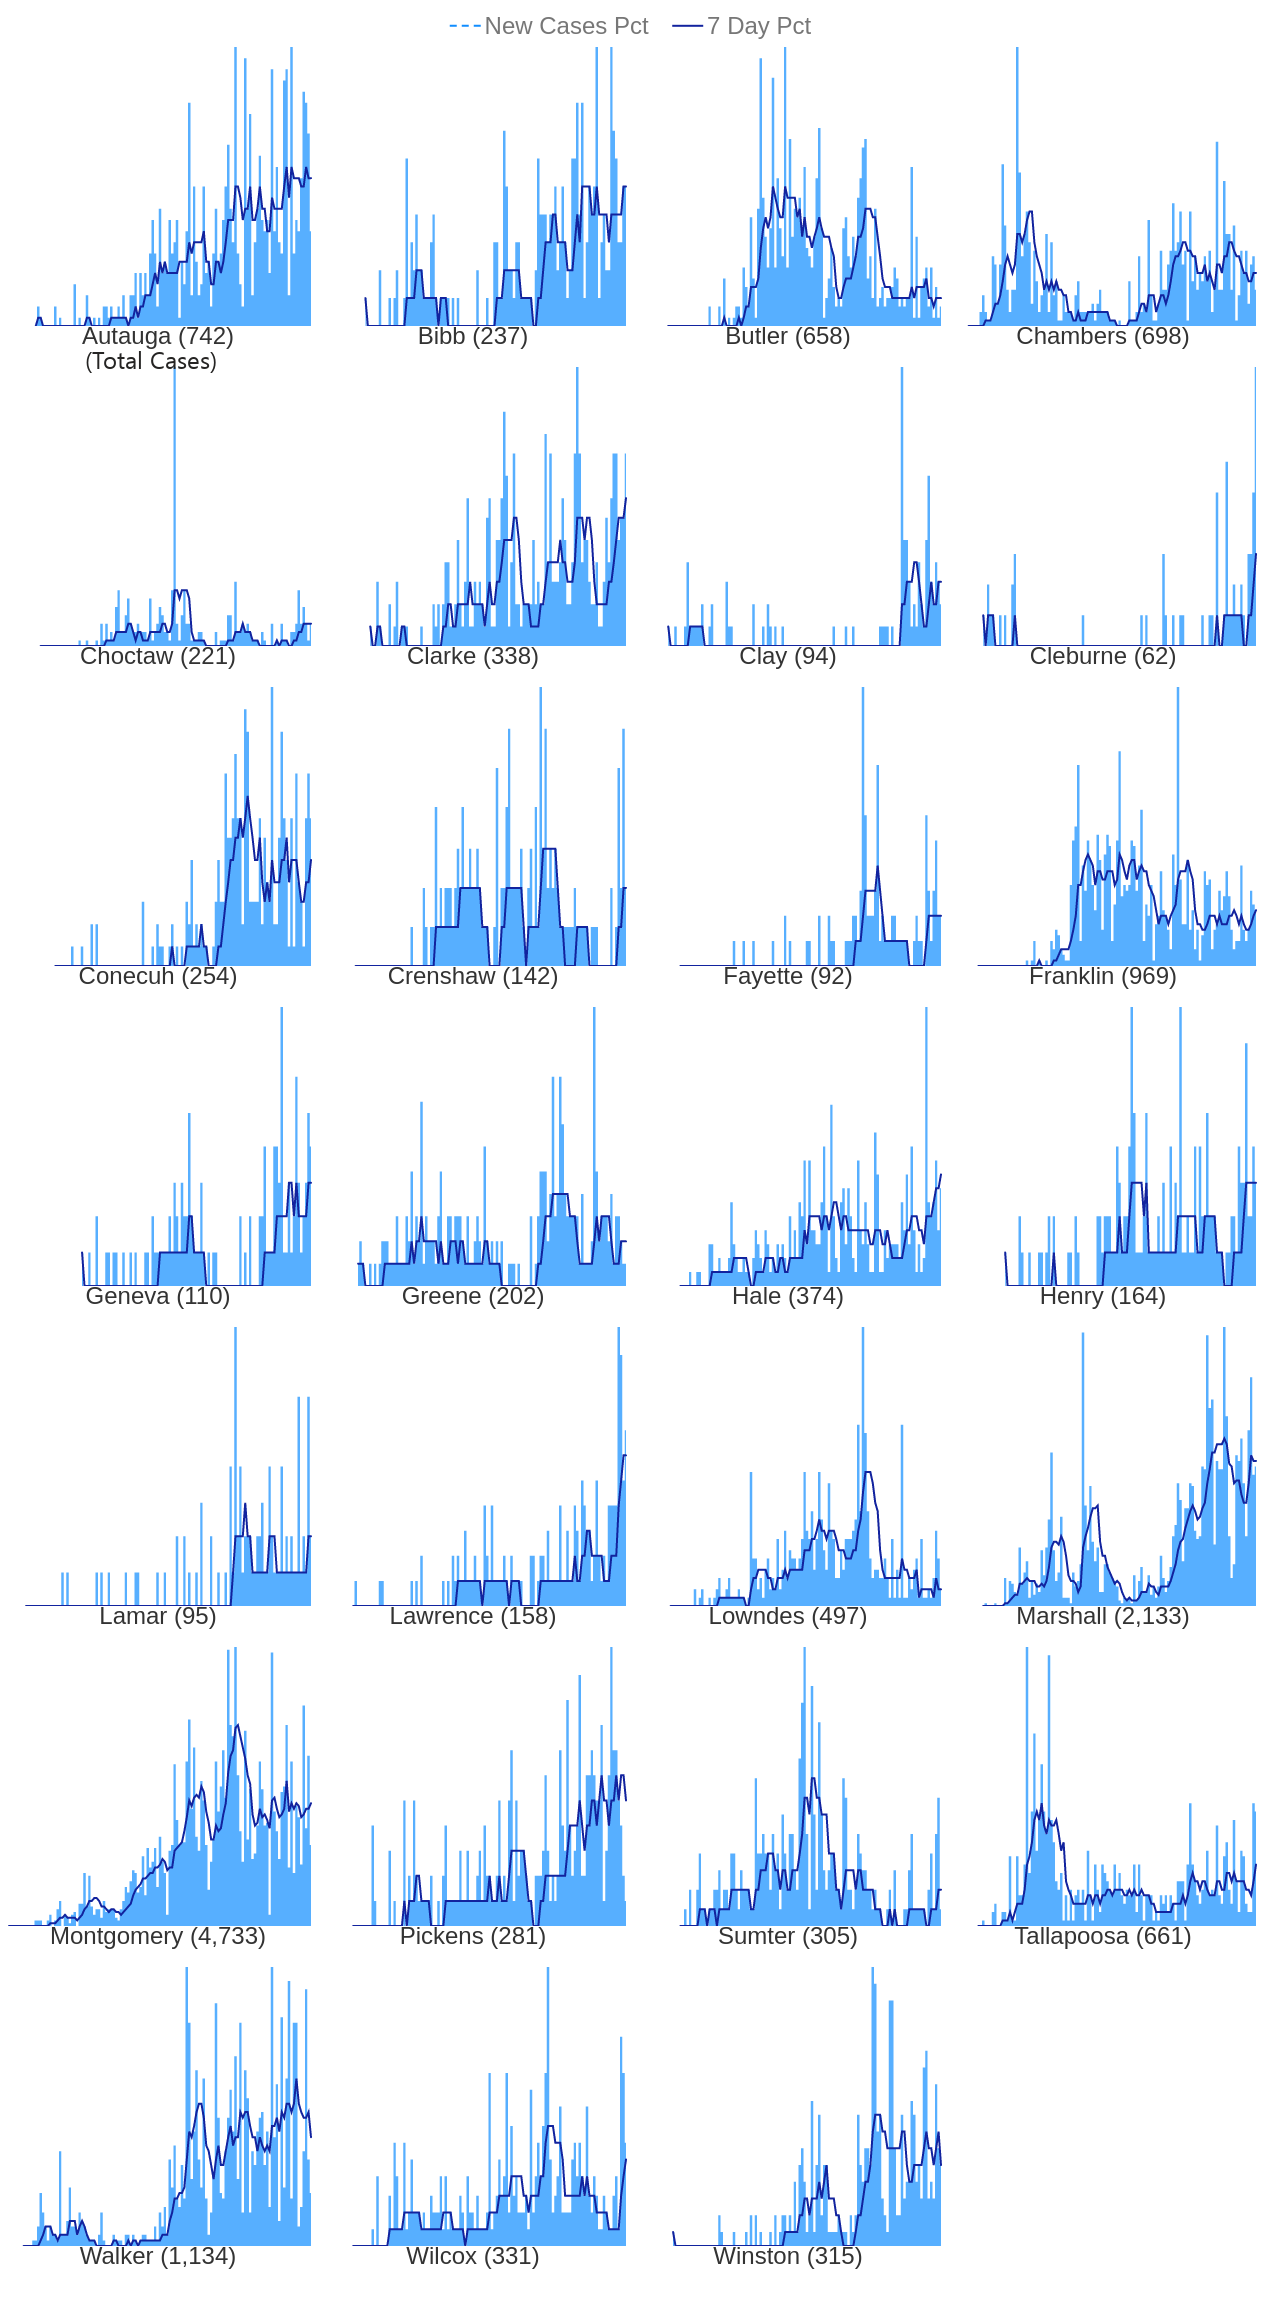 New Cases Pct 7 Day Pct
Autauga (742) Bibb (237) Butler (658) Chambers (698)
(Total Cases)
Choctaw (221) Clarke (338) Clay (94) Cleburne (62)
Conecuh (254) Crenshaw (142) Fayette (92) Franklin (969)
Geneva (110) Greene (202) Hale (374) Henry (164)
Lamar (95) Lawrence (158) Lowndes (497) Marshall (2,133)
Montgomery (4,733) Pickens (281) Sumter (305) Tallapoosa (661)
Walker (1,134) Wilcox (331) Winston (315)